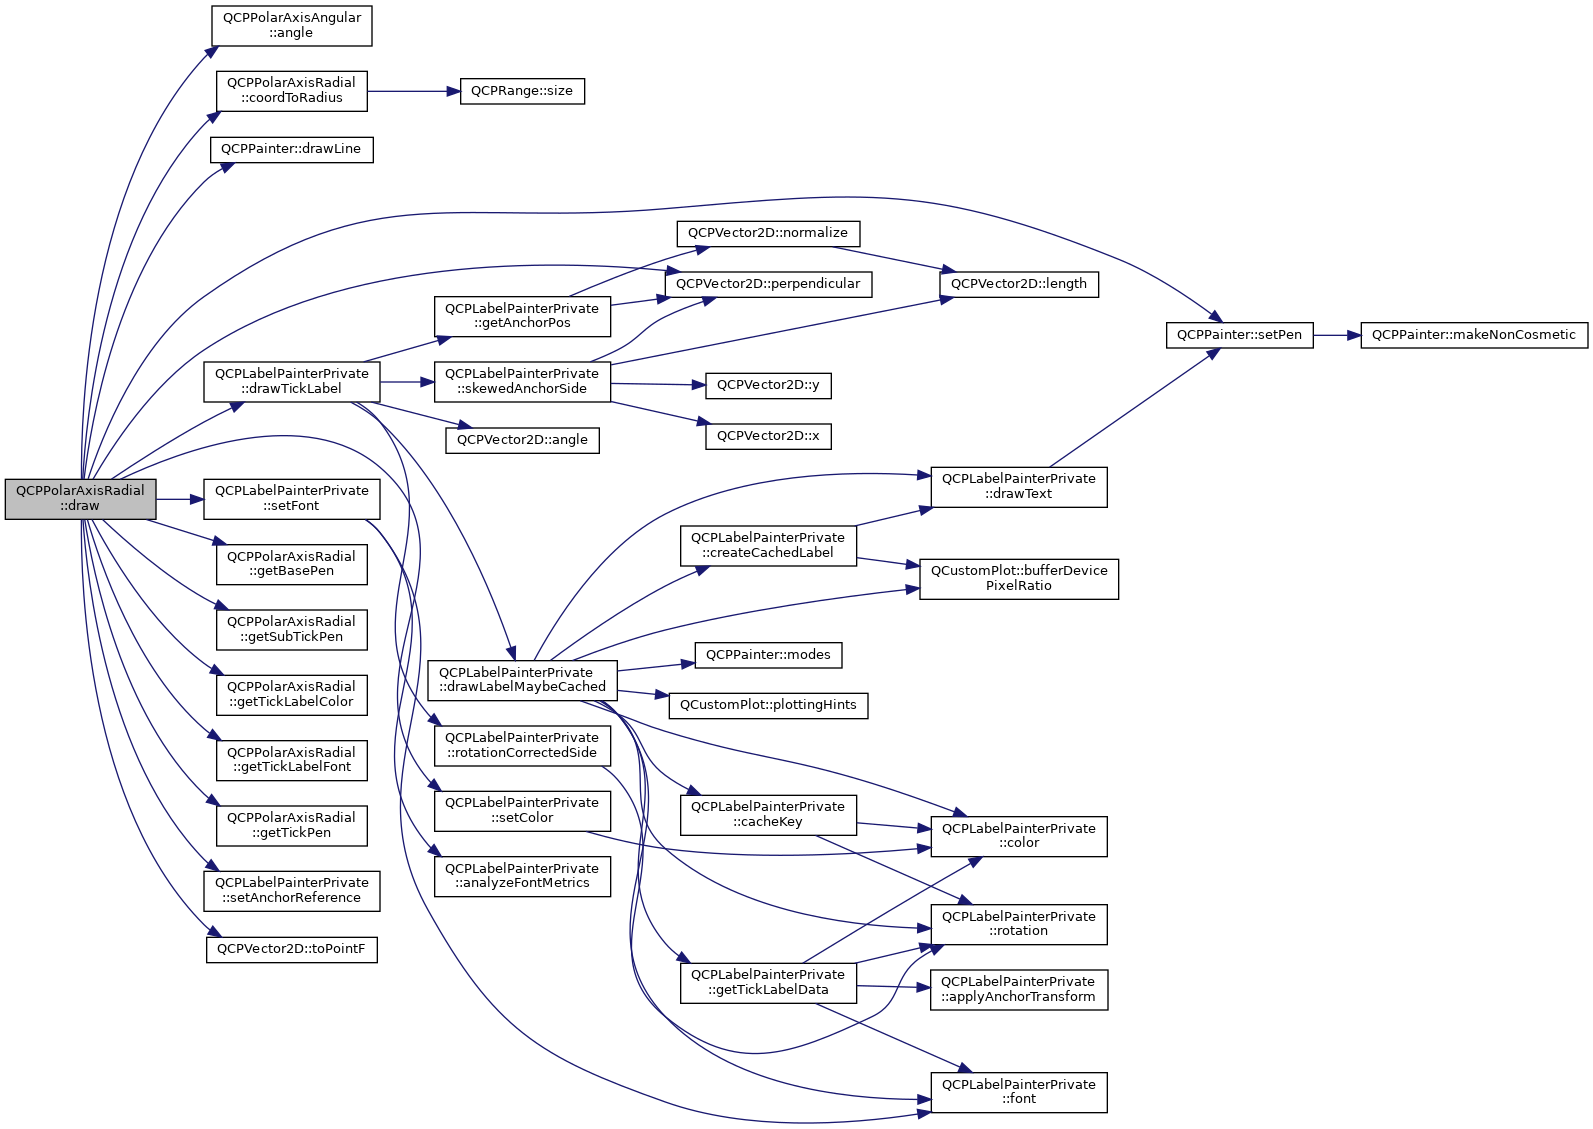 QCPPolarAxisRadial
::draw
QCPPolarAxisAngular
::angle
QCPPolarAxisRadial
::coordToRadius
QCPPainter::drawLine
QCPLabelPainterPrivate
::drawTickLabel
QCPLabelPainterPrivate
::setFont
QCPPolarAxisRadial
::getBasePen
QCPPolarAxisRadial
::getSubTickPen
QCPPolarAxisRadial
::getTickLabelColor
QCPPolarAxisRadial
::getTickLabelFont
QCPPolarAxisRadial
::getTickPen
QCPLabelPainterPrivate
::setAnchorReference
QCPVector2D::toPointF
QCPRange::size
QCPLabelPainterPrivate
::getAnchorPos
QCPLabelPainterPrivate
::skewedAnchorSide
QCPVector2D::angle
QCPLabelPainterPrivate
::drawLabelMaybeCached
QCPLabelPainterPrivate
::rotationCorrectedSide
QCPLabelPainterPrivate
::setColor
QCPLabelPainterPrivate
::analyzeFontMetrics
QCPVector2D::normalize
QCPVector2D::perpendicular
QCPVector2D::y
QCPVector2D::x
QCPLabelPainterPrivate
::createCachedLabel
QCPPainter::modes
QCustomPlot::plottingHints
QCPLabelPainterPrivate
::cacheKey
QCPLabelPainterPrivate
::getTickLabelData
QCPVector2D::length
QCPLabelPainterPrivate
::drawText
QCustomPlot::bufferDevice
PixelRatio
QCPLabelPainterPrivate
::color
QCPLabelPainterPrivate
::rotation
QCPLabelPainterPrivate
::applyAnchorTransform
QCPLabelPainterPrivate
::font
QCPPainter::setPen
QCPPainter::makeNonCosmetic